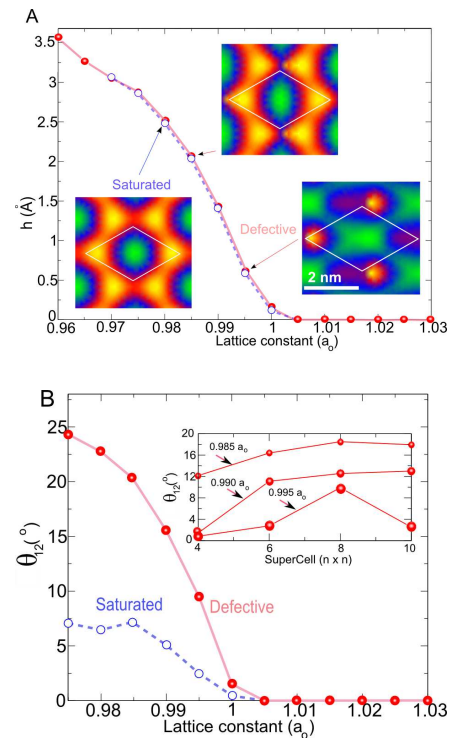 A
3.5
3
2.5
2
1.5
1
0.5
0
h (Å)
Saturated
Defective
2 nm
0.96 0.97 0.98 0.99 1 1.01 1.02 1.03
Lattice constant (aₒ)
B
25
20
15
10
5
0
θ₁₂(°)
20
16
12
8
4
0
θ₁₂(°)
0.985 aₒ
0.990 aₒ
0.995 aₒ
4 6 8 10
SuperCell (n x n)
Saturated
Defective
0.98 0.99 1 1.01 1.02 1.03
Lattice constant (aₒ)